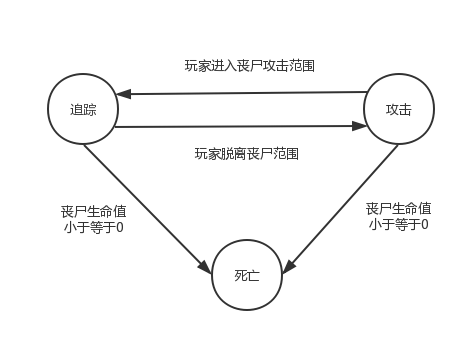 玩家进入丧尸攻击范围
追踪
攻击
玩家脱离丧尸范围
丧尸生命值
小于等于0
丧尸生命值
小于等于0
死亡